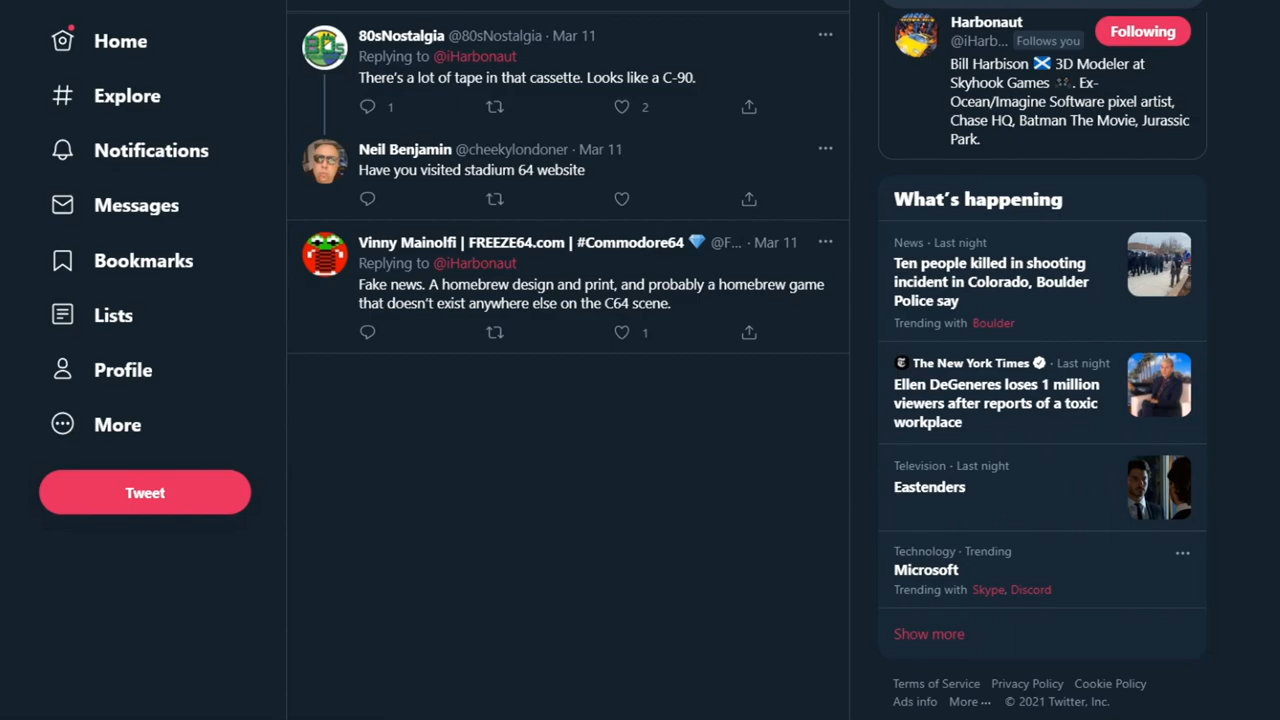 Home
Explore
Notifications
Messages
Bookmarks
Lists
Profile
More
Tweet
80sNostalgia @80sNostalgia · Mar 11
Replying to @iHarbonaut
There's a lot of tape in that cassette. Looks like a C-90.
1
2
Neil Benjamin @cheekylondoner · Mar 11
Have you visited stadium 64 website
Vinny Mainolfi | FREEZE64.com | #Commodore64 💎 @F... · Mar 11
Replying to @iHarbonaut
Fake news. A homebrew design and print, and probably a homebrew game
that doesn't exist anywhere else on the C64 scene.
1
Harbonaut
@iHarb... Follows you
Following
Bill Harbison 🏴󠁧󠁢󠁳󠁣󠁴󠁿 3D Modeler at
Skyhook Games 🎮. Ex-
Ocean/Imagine Software pixel artist,
Chase HQ, Batman The Movie, Jurassic
Park.
What's happening
News · Last night
Ten people killed in shooting
incident in Colorado, Boulder
Police say
Trending with Boulder
The New York Times · Last night
Ellen DeGeneres loses 1 million
viewers after reports of a toxic
workplace
Television · Last night
Eastenders
Technology · Trending
Microsoft
Trending with Skype, Discord
Show more
Terms of Service Privacy Policy Cookie Policy
Ads info More ··· © 2021 Twitter, Inc.